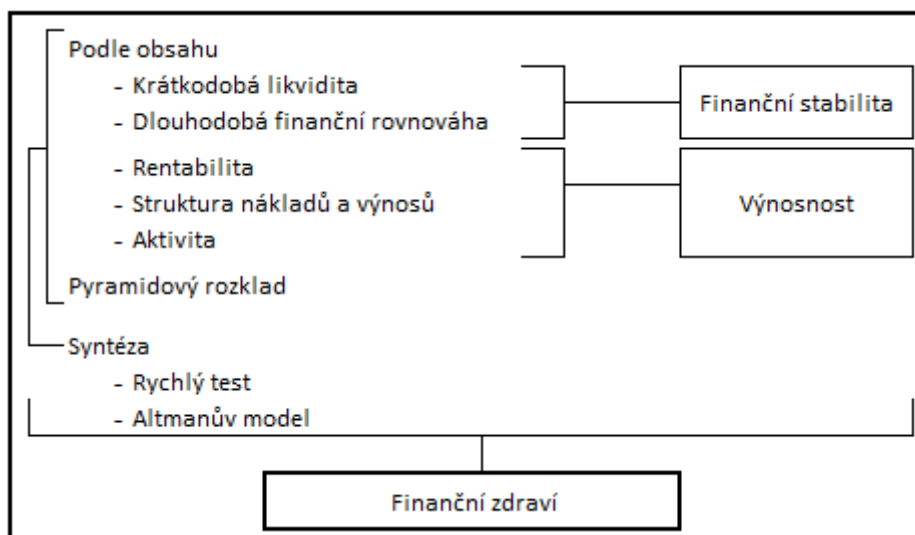 Podle obsahu
- Krátkodobá likvidita
- Dlouhodobá finanční rovnováha
Finanční stabilita
- Rentabilita
- Struktura nákladů a výnosů
- Aktivita
Výnosnost
Pyramidový rozklad
Syntéza
- Rychlý test
- Altmanův model
Finanční zdraví